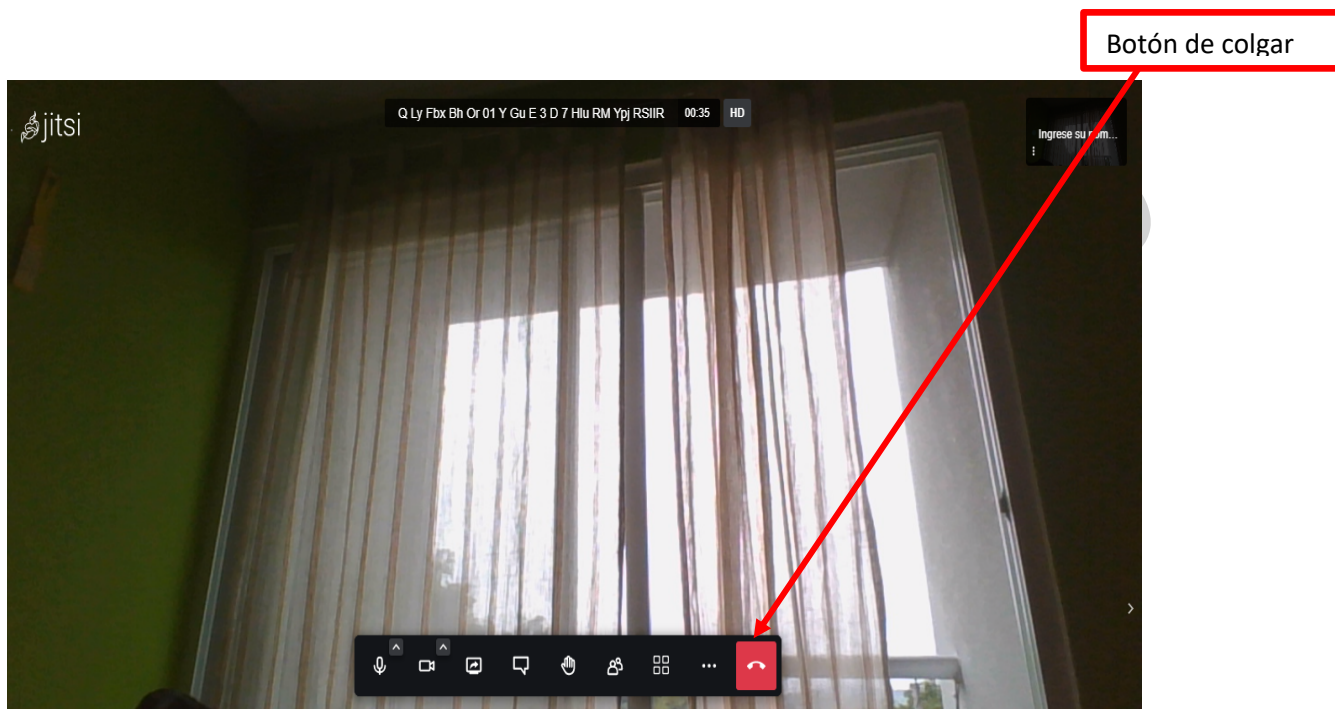 Botón de colgar
jitsi
Q Ly Fbx Bh Or 01 Y Gu E 3 D 7 Hlu RM Ypj RSIIR 00:35 HD
Ingrese su nom...